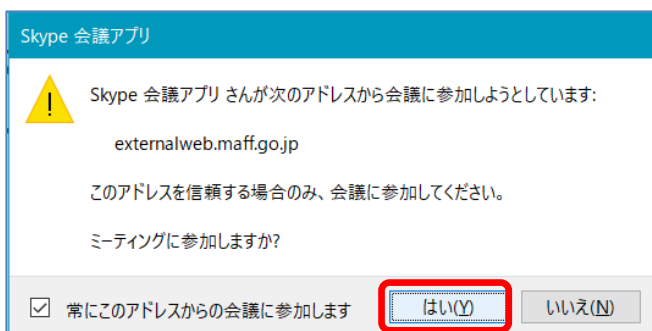 Skype 会議アプリ
Skype 会議アプリ さんが次のアドレスから会議に参加しようとしています:
externalweb.maff.go.jp
このアドレスを信頼する場合のみ、会議に参加してください。
ミーティングに参加しますか?
常にこのアドレスからの会議に参加します はい(Y) いいえ(N)